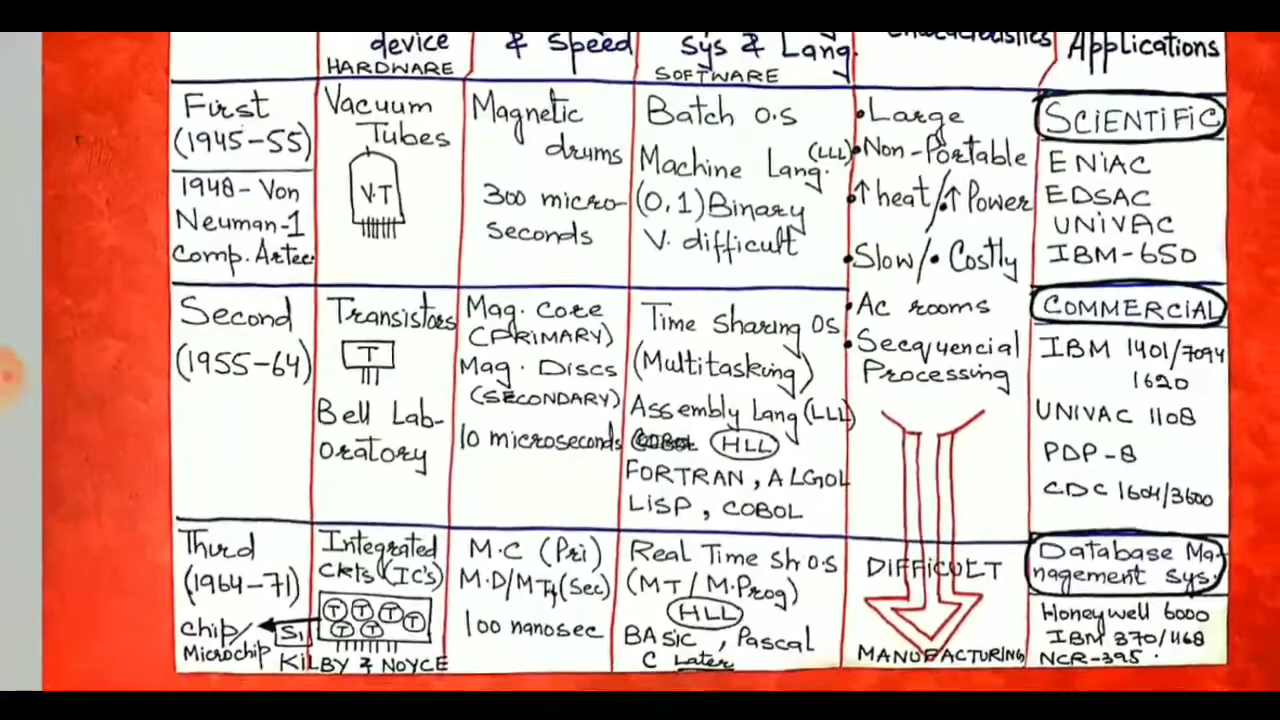 device
HARDWARE
& Speed
Sys & Lang.
SOFTWARE
Characteristics
Applications
First
(1945-55)
1948- Von
Neuman-1
Comp. Artec
Vacuum
Tubes
V.T
Magnetic
drums
300 micro-
seconds
Batch O.S
Machine Lang. (LLL)
(0,1) Binary
V. difficult
• Large
• Non-Portable
• ↑ heat/• ↑ Power
• Slow/• Costly
• Ac rooms
• Secquencial
Processing
SCIENTIFIC
ENIAC
EDSAC
UNIVAC
IBM-650
Second
(1955-64)
Transistors
T
Bell Lab-
oratory
Mag. Core
(PRIMARY)
Mag. Discs
(SECONDARY)
10 microseconds
Time sharing OS
(Multitasking)
Assembly Lang (LLL)
COBOL HLL
FORTRAN, ALGOL
LISP, COBOL
COMMERCIAL
IBM 1401/7094
1620
UNIVAC 1108
PDP-8
CDC 1604/3600
Third
(1964-71)
chip/
Microchip
Integrated
CKts (IC's)
T T T T T T
Si
KILBY & NOYCE
M.C (Pri)
M.D/MTs (Sec)
100 nanosec
Real Time sh O.S
(MT / M.Prog)
HLL
BASIC, Pascal
C Later
DIFFICULT
MANUFACTURING
Database Ma-
nagement sys.
Honeywell 6000
IBM 370/168
NCR-395.